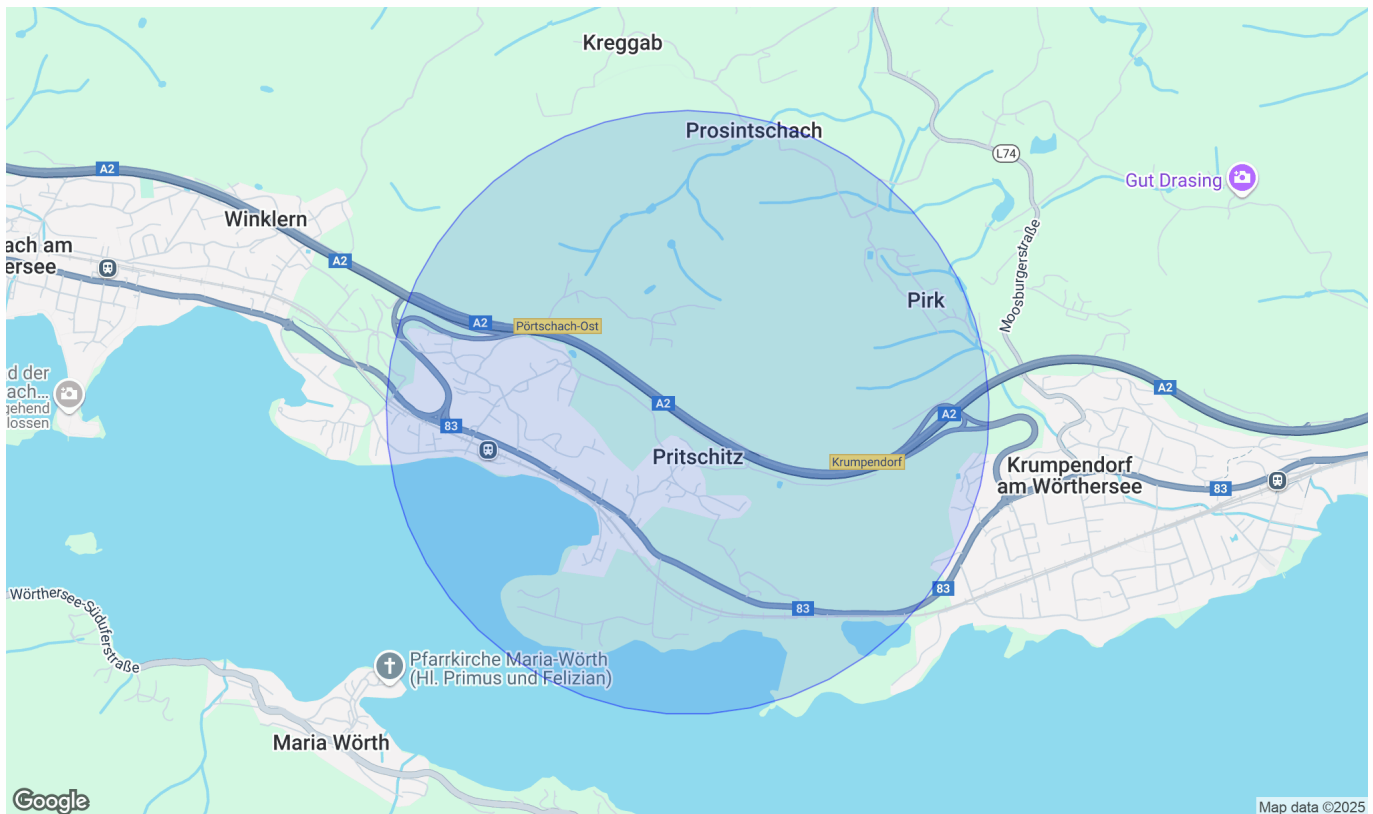 Kreggab
Prosintschach
L74
A2
Gut Drasing
Winklern
ach am
ersee
A2
Moosburgerstraße
Pirk
A2
Pörtschach-Ost
d der
ach...
gehend
lossen
A2
A2
A2
83
Pritschitz
Krumpendorf
Krumpendorf
am Wörthersee
83
83
83
Wörthersee-Süduferstraße
Pfarrkirche Maria-Wörth
(Hl. Primus und Felizian)
Maria Wörth
Google
Map data ©2025